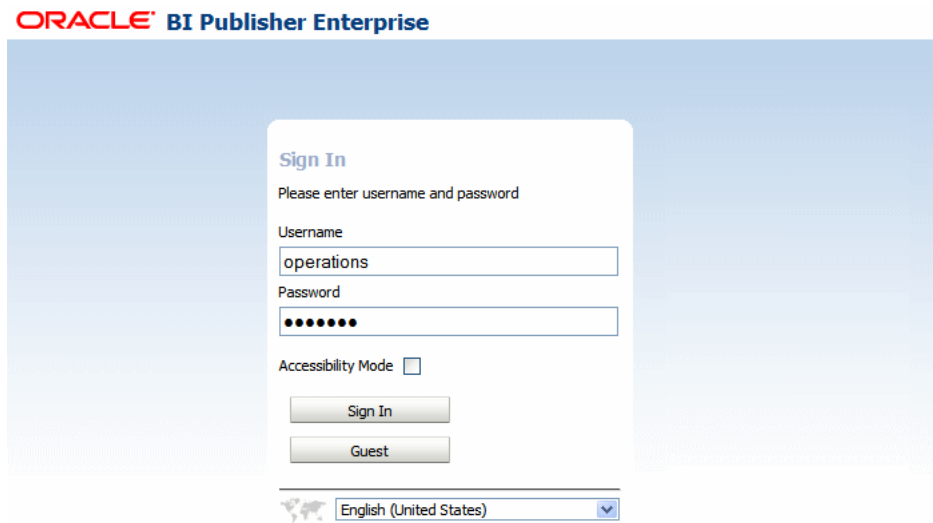 ORACLE BI Publisher Enterprise
Sign In
Please enter username and password
Username
operations
Password
•••••••
Accessibility Mode
Sign In
Guest
English (United States)